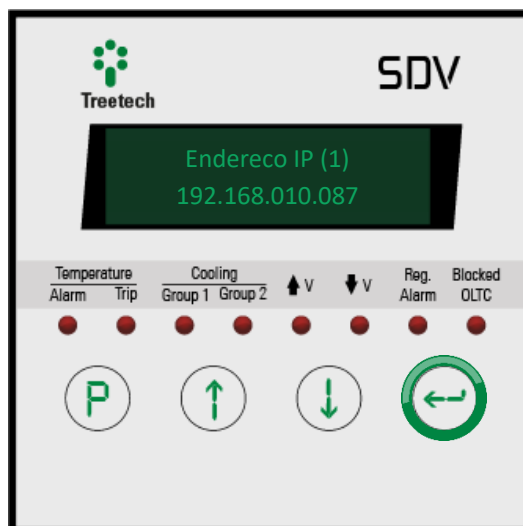 Treetech
SDV
Endereco IP (1)
192.168.010.087
Temperature
Alarm Trip
Cooling
Group 1 Group 2
V
V
Reg.
Alarm
Blocked
OLTC
P